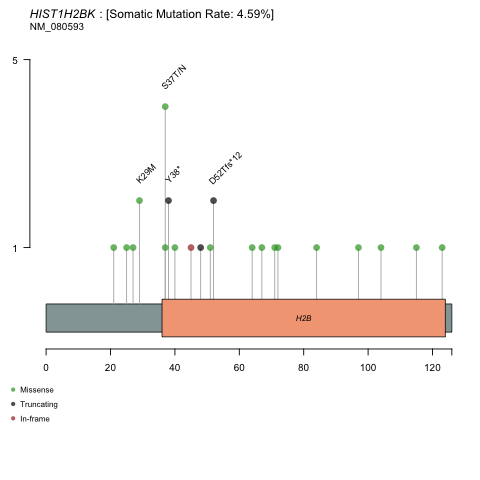 HIST1H2BK : [Somatic Mutation Rate: 4.59%]
NM_080593
5
S37T/N
K29M
Y38*
D52Tfs*12
1
H2B
0 20 40 60 80 100 120
Missense
Truncating
In-frame